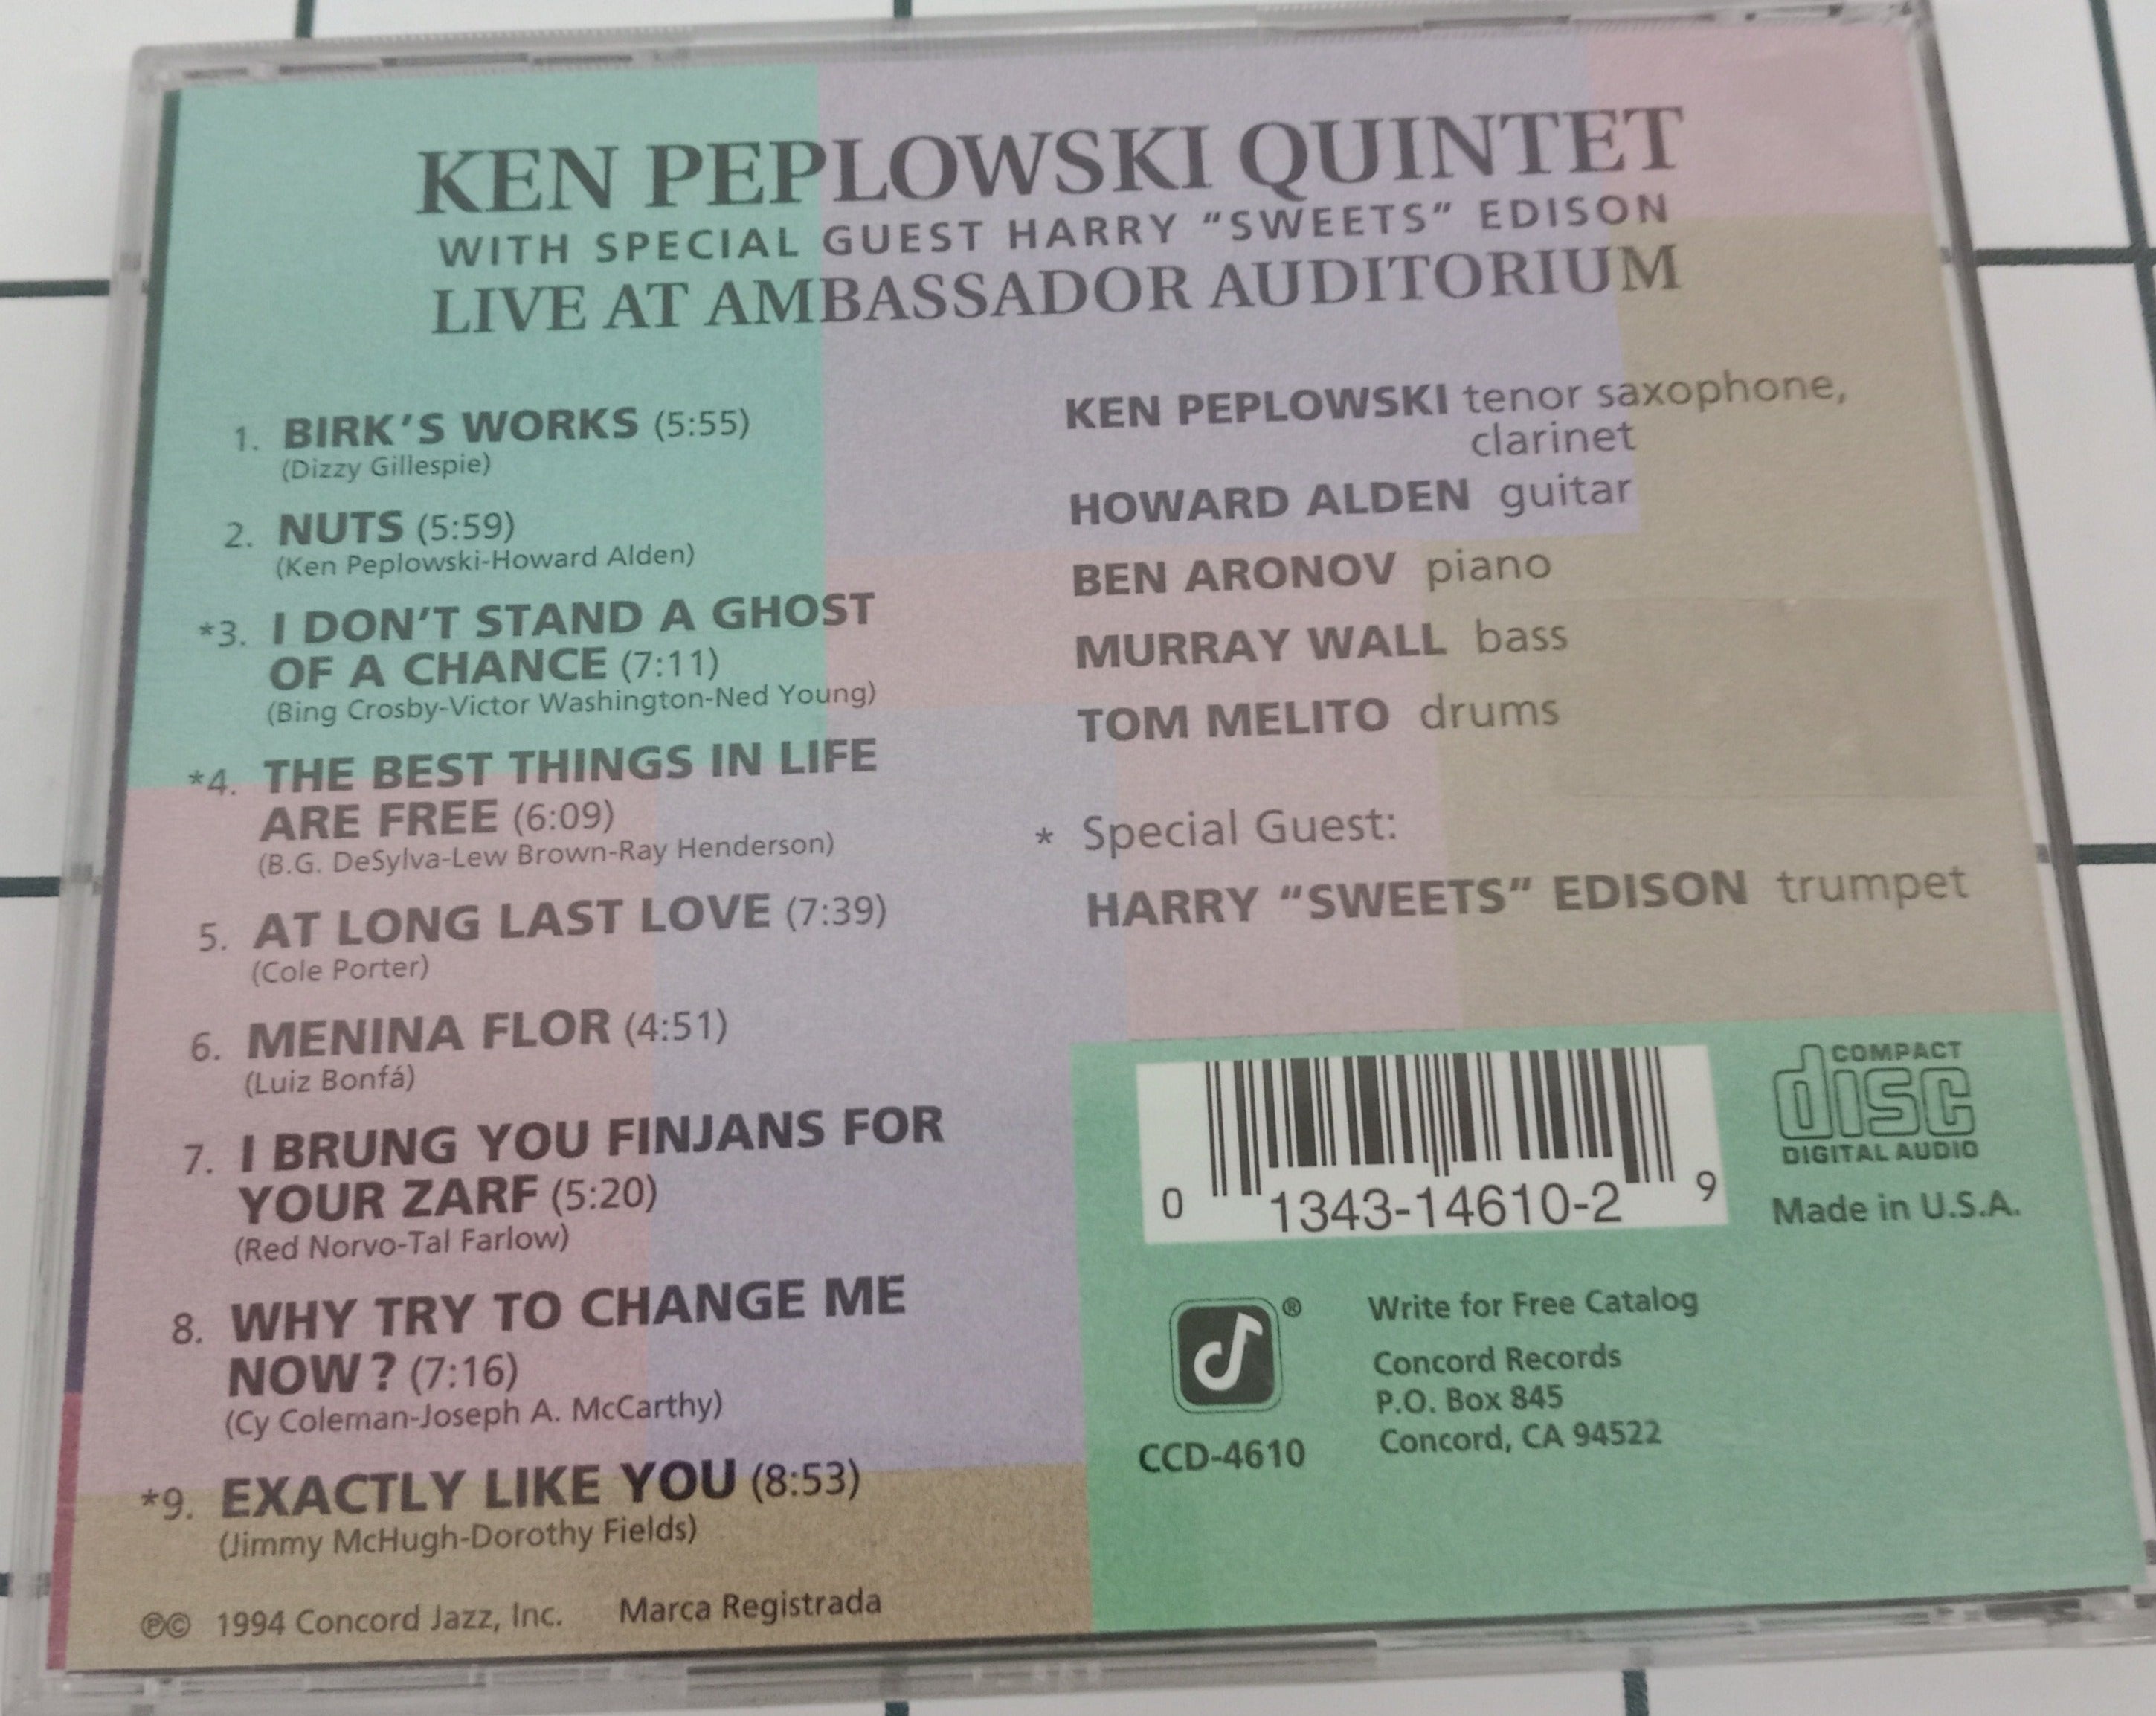 KEN PEPLOWSKI QUINTET
WITH SPECIAL GUEST HARRY "SWEETS" EDISON
LIVE AT AMBASSADOR AUDITORIUM
1. BIRK'S WORKS (5:55)
(Dizzy Gillespie)
2. NUTS (5:59)
(Ken Peplowski-Howard Alden)
*3. I DON'T STAND A GHOST
OF A CHANCE (7:11)
(Bing Crosby-Victor Washington-Ned Young)
*4. THE BEST THINGS IN LIFE
ARE FREE (6:09)
(B.G. DeSylva-Lew Brown-Ray Henderson)
5. AT LONG LAST LOVE (7:39)
(Cole Porter)
6. MENINA FLOR (4:51)
(Luiz Bonfá)
7. I BRUNG YOU FINJANS FOR
YOUR ZARF (5:20)
(Red Norvo-Tal Farlow)
8. WHY TRY TO CHANGE ME
NOW? (7:16)
(Cy Coleman-Joseph A. McCarthy)
*9. EXACTLY LIKE YOU (8:53)
(Jimmy McHugh-Dorothy Fields)
℗© 1994 Concord Jazz, Inc. Marca Registrada
KEN PEPLOWSKI tenor saxophone,
clarinet
HOWARD ALDEN guitar
BEN ARONOV piano
MURRAY WALL bass
TOM MELITO drums
* Special Guest:
HARRY "SWEETS" EDISON trumpet
0 1343-14610-2 9
COMPACT
disc
DIGITAL AUDIO
Made in U.S.A.
®
CCD-4610
Write for Free Catalog
Concord Records
P.O. Box 845
Concord, CA 94522